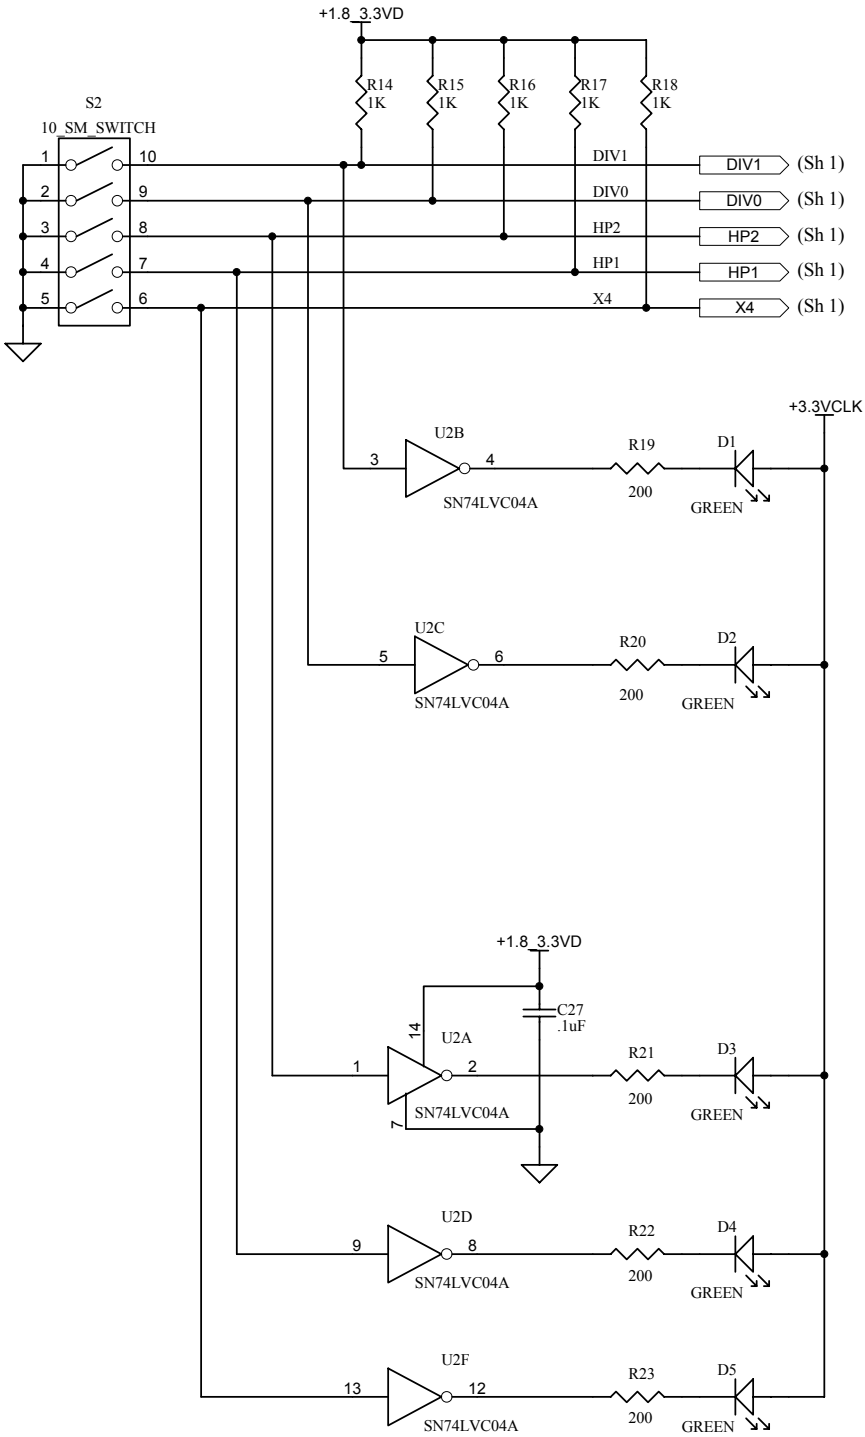 +1.8_3.3VD
R14 R15 R16 R17 R18
1K 1K 1K 1K 1K
S2
10_SM_SWITCH
1 10 DIV1 DIV1 (Sh 1)
2 9 DIV0 DIV0 (Sh 1)
3 8 HP2 HP2 (Sh 1)
4 7 HP1 HP1 (Sh 1)
5 6 X4 X4 (Sh 1)
+3.3VCLK
U2B R19 D1
3 4
SN74LVC04A 200 GREEN
U2C R20 D2
5 6
SN74LVC04A 200 GREEN
+1.8_3.3VD
C27
.1uF
14
U2A R21 D3
1 2
SN74LVC04A 200 GREEN
7
U2D R22 D4
9 8
SN74LVC04A 200 GREEN
U2F R23 D5
13 12
SN74LVC04A 200 GREEN